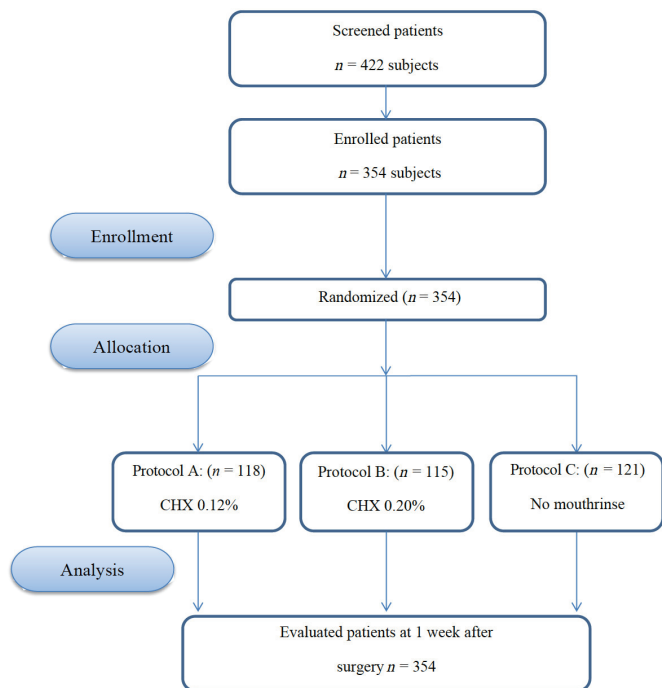 Screened patients
n = 422 subjects
Enrolled patients
n = 354 subjects
Enrollment
Randomized (n = 354)
Allocation
Protocol A: (n = 118)
CHX 0.12%
Protocol B: (n = 115)
CHX 0.20%
Protocol C: (n = 121)
No mouthrinse
Analysis
Evaluated patients at 1 week after
surgery n = 354